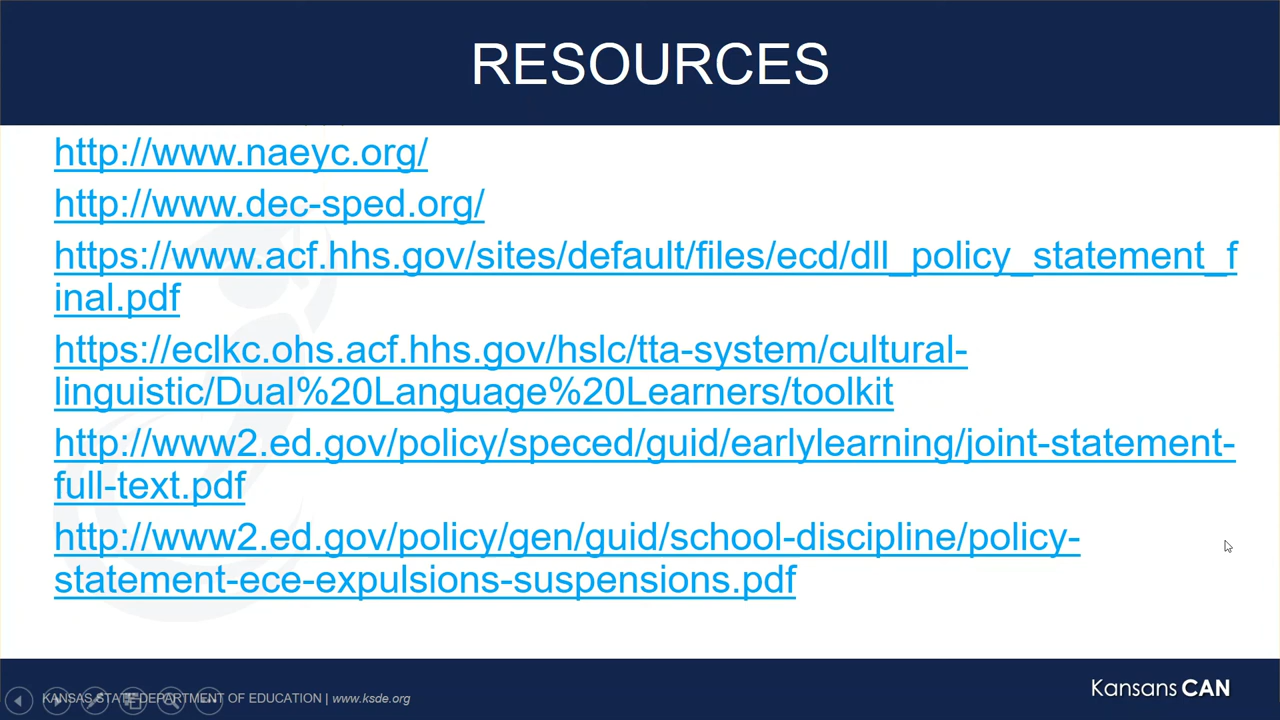 RESOURCES
http://www.naeyc.org/
http://www.dec-sped.org/
https://www.acf.hhs.gov/sites/default/files/ecd/dll_policy_statement_f
inal.pdf
https://eclkc.ohs.acf.hhs.gov/hslc/tta-system/cultural-
linguistic/Dual%20Language%20Learners/toolkit
http://www2.ed.gov/policy/speced/guid/earlylearning/joint-statement-
full-text.pdf
http://www2.ed.gov/policy/gen/guid/school-discipline/policy-
statement-ece-expulsions-suspensions.pdf
KANSAS STATE DEPARTMENT OF EDUCATION | www.ksde.org
KansansCAN